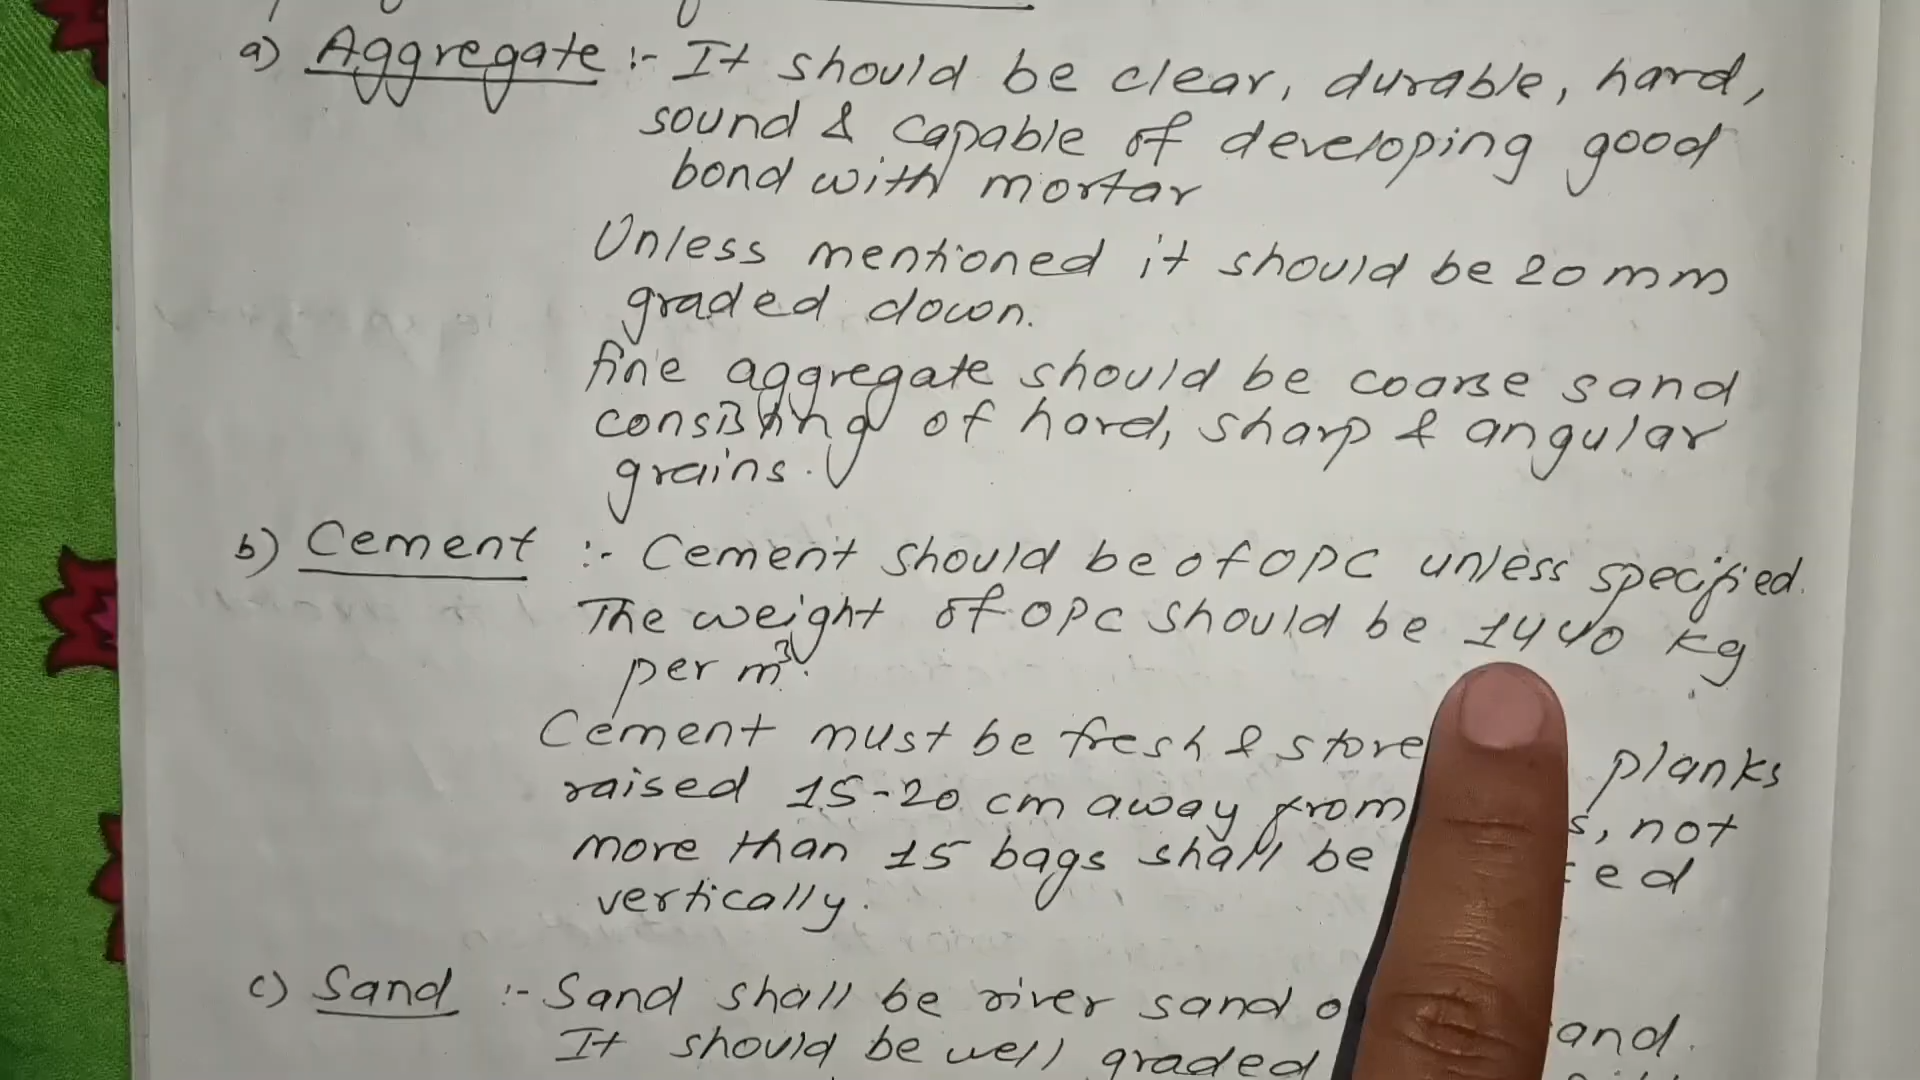 a) Aggregate :- It should be clear, durable, hard,
sound & capable of developing good
bond with mortar
Unless mentioned it should be 20 mm
graded down.
fine aggregate should be coarse sand
consisting of hard, sharp & angular
grains.
b) Cement :- Cement should be of OPC unless specified.
The weight of OPC should be 1440 kg
per m³.
Cement must be fresh & store planks
raised 15-20 cm away from not
more than 15 bags shall be
vertically.
c) Sand :- Sand shall be river sand
It should be well graded